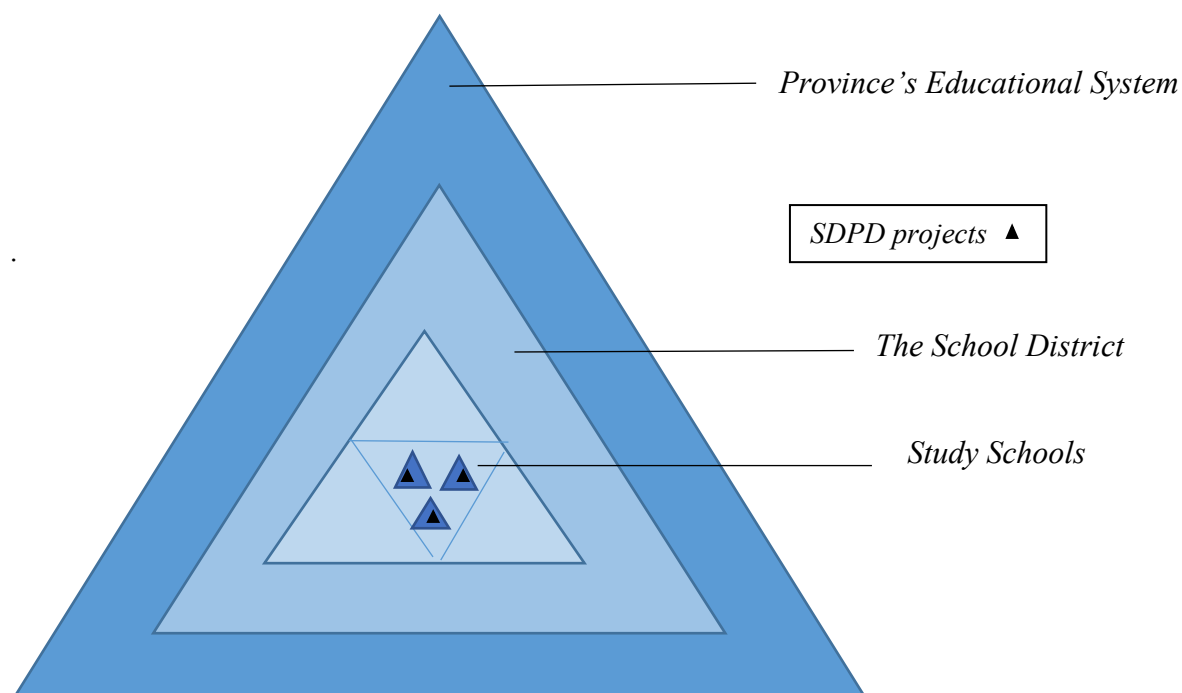 Province’s Educational System
SDPD projects
.
The School District
Study Schools